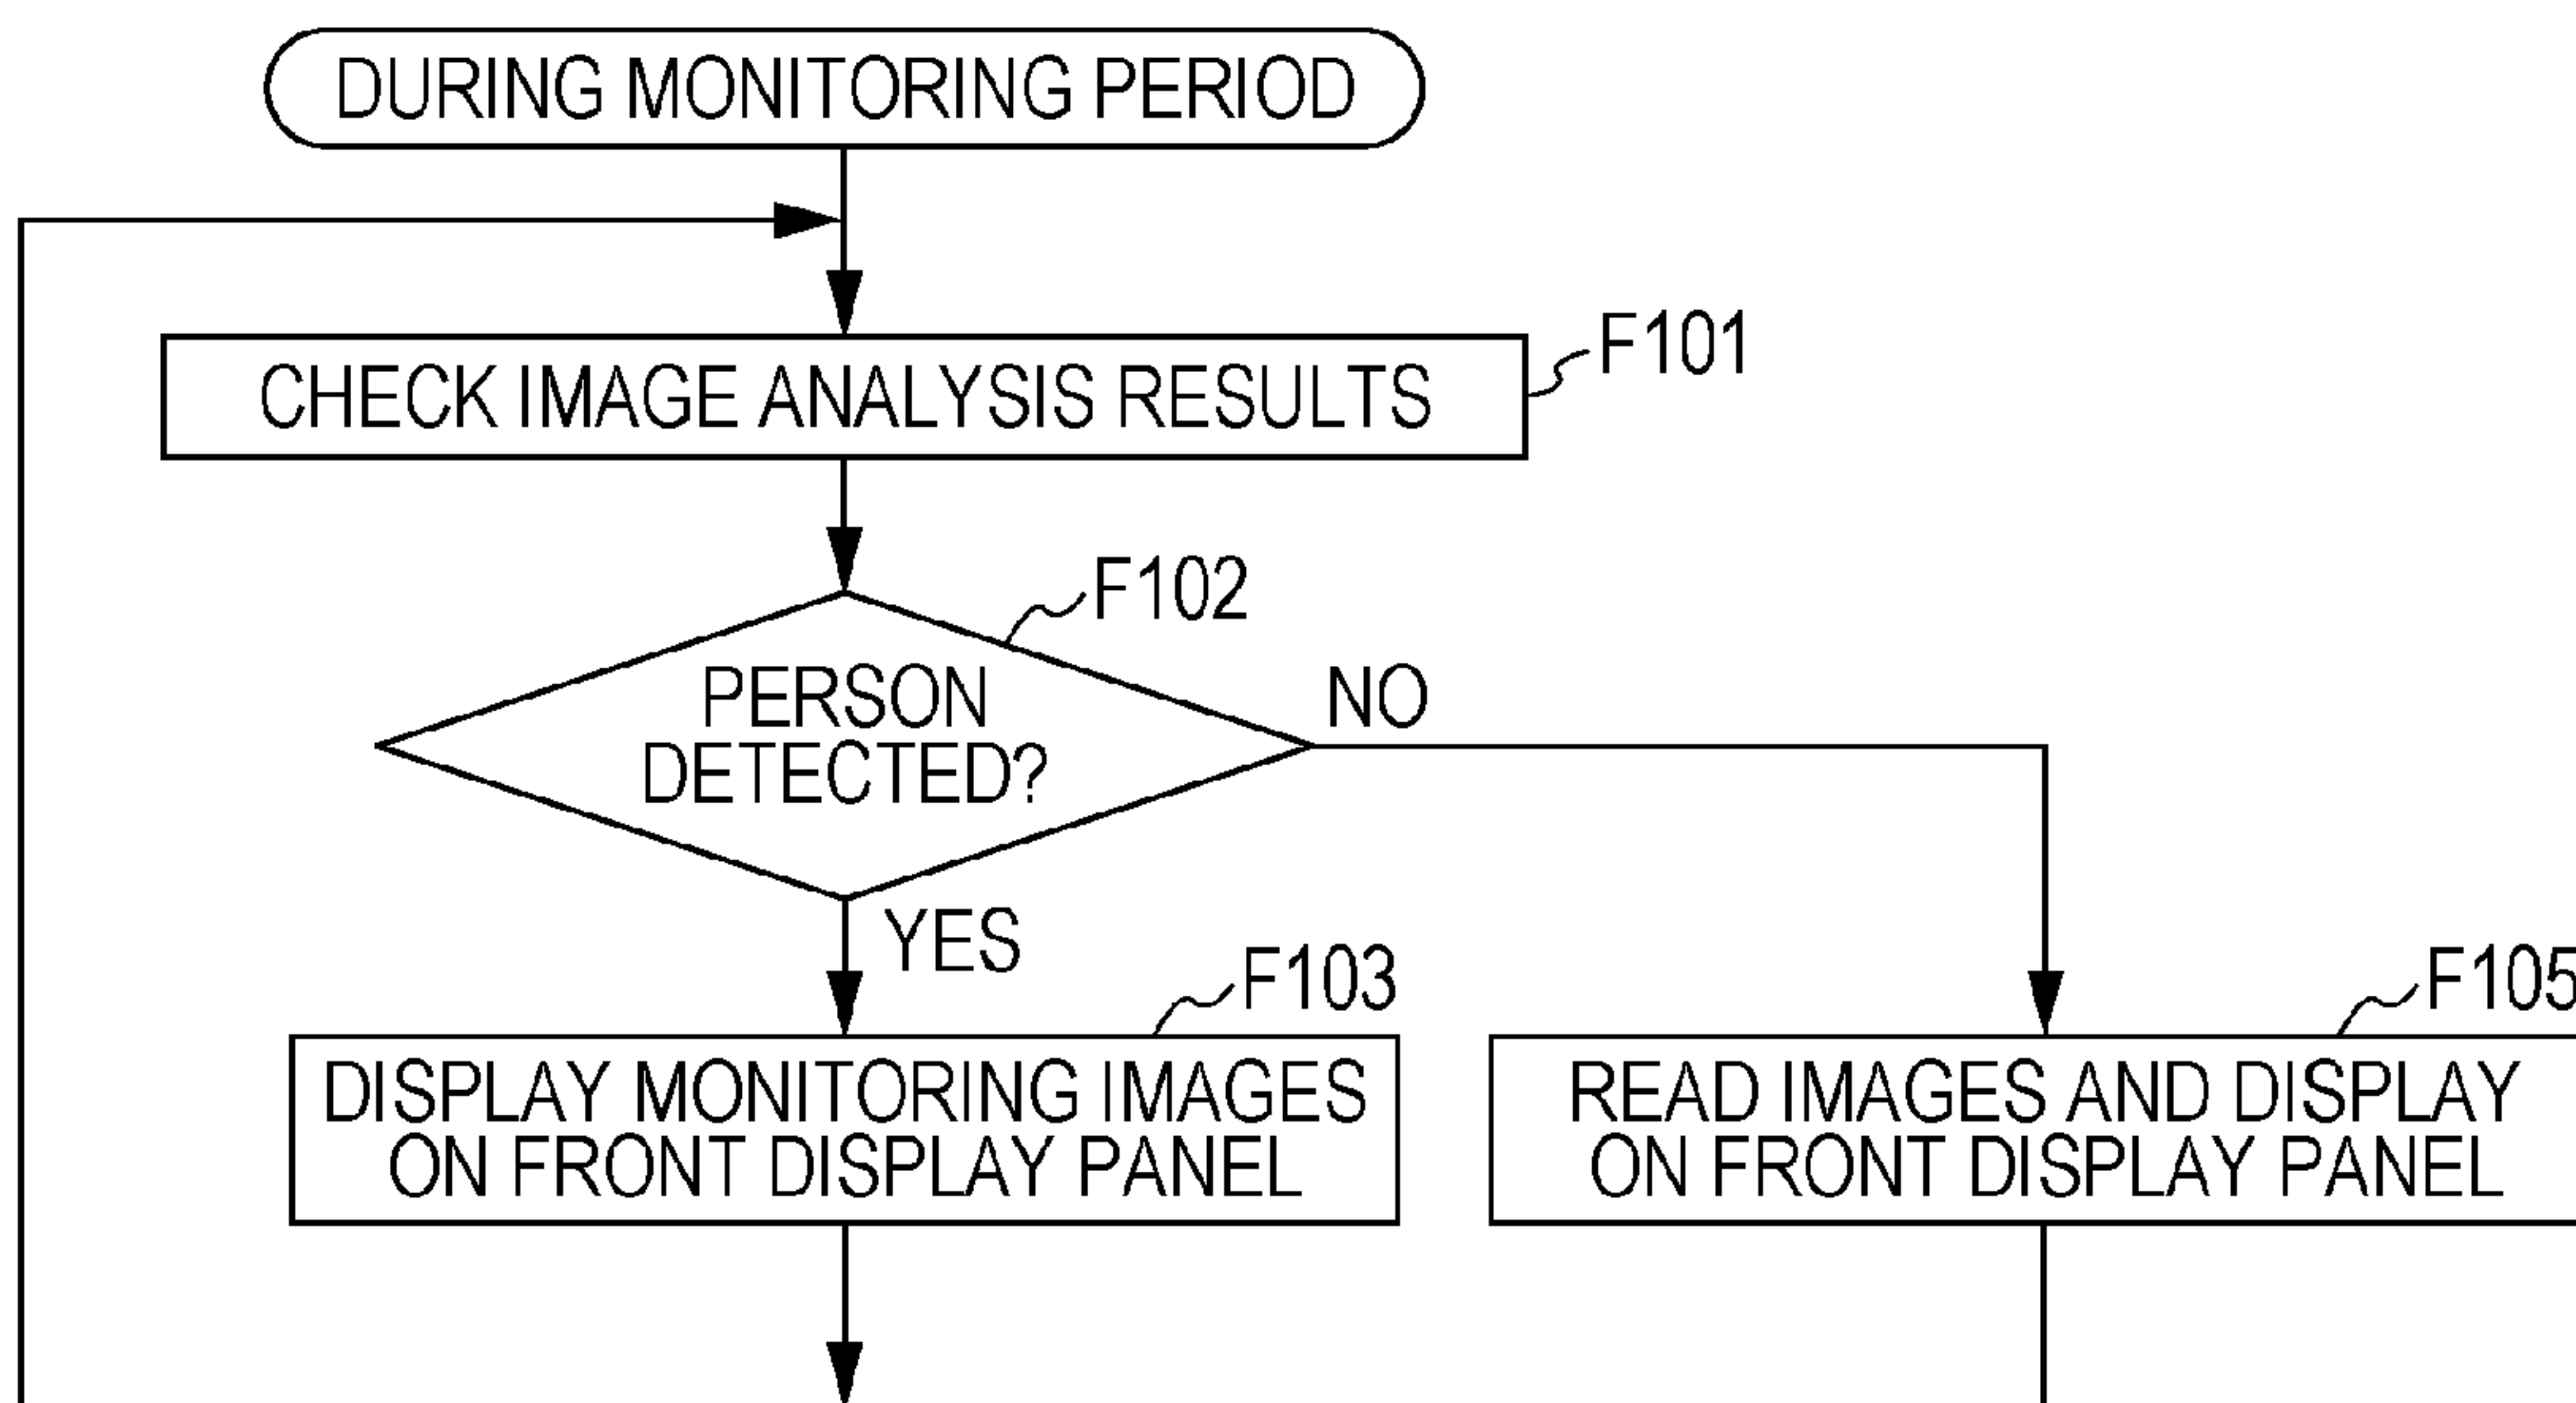 DURING MONITORING PERIOD
CHECK IMAGE ANALYSIS RESULTS
F101
F102
PERSON
DETECTED?
NO
YES
F103
DISPLAY MONITORING IMAGES
ON FRONT DISPLAY PANEL
F105
READ IMAGES AND DISPLAY
ON FRONT DISPLAY PANEL